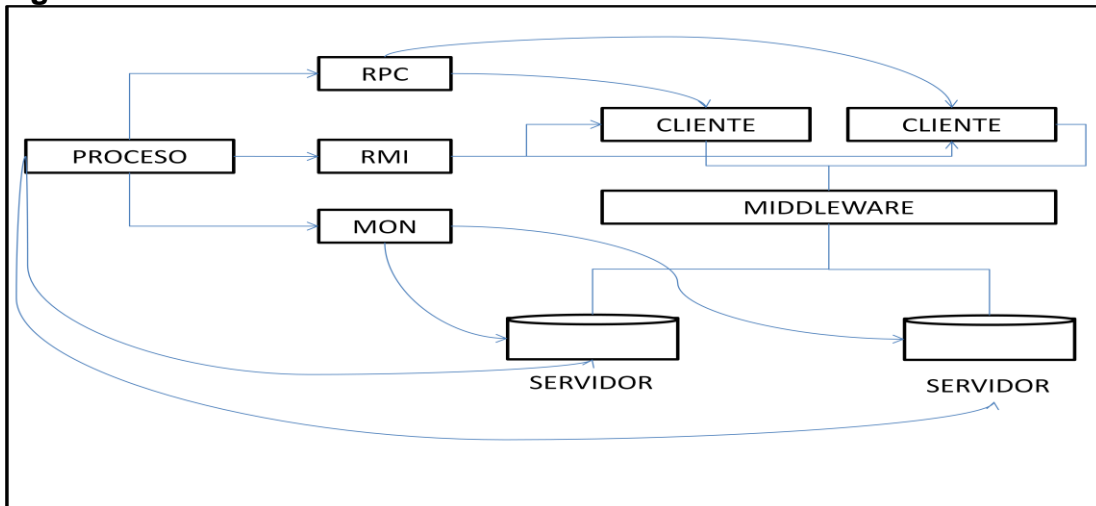 RPC
CLIENTE
CLIENTE
PROCESO
RMI
MIDDLEWARE
MON
SERVIDOR
SERVIDOR